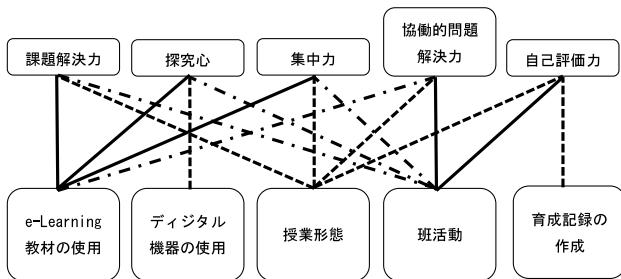 課題解決力
探究心
集中力
協働的問題
解決力
自己評価力
e-Learning
教材の使用
ディジタル
機器の使用
授業形態
班活動
育成記録の
作成